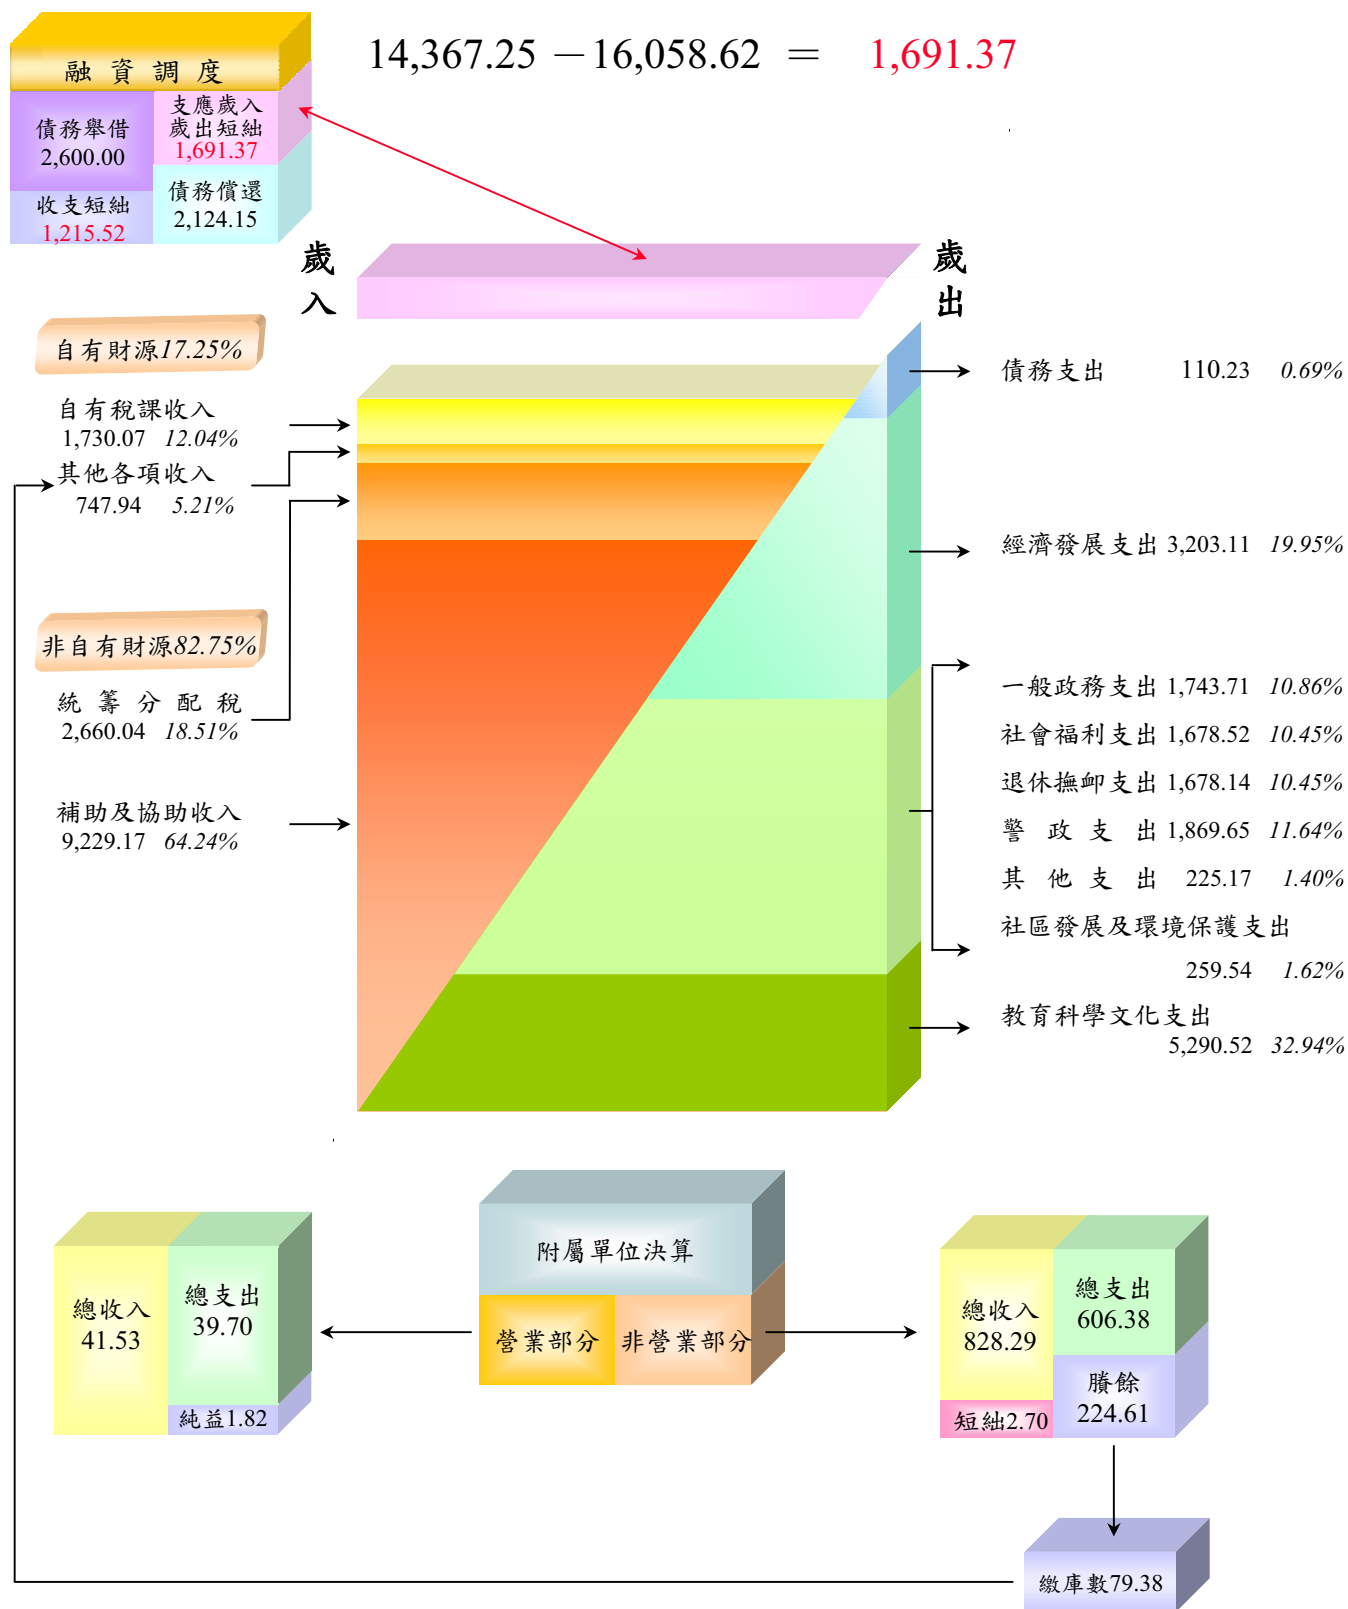 14,367.25 －16,058.62 ＝ 1,691.37
融資調度
債務舉借
2,600.00
支應歲入
歲出短絀
1,691.37
收支短絀
1,215.52
債務償還
2,124.15
歲入
歲出
自有財源17.25%
自有稅課收入
1,730.07 12.04%
其他各項收入
747.94 5.21%
非自有財源82.75%
統籌分配稅
2,660.04 18.51%
補助及協助收入
9,229.17 64.24%
債務支出 110.23 0.69%
經濟發展支出 3,203.11 19.95%
一般政務支出 1,743.71 10.86%
社會福利支出 1,678.52 10.45%
退休撫卹支出 1,678.14 10.45%
警政支出 1,869.65 11.64%
其他支出 225.17 1.40%
社區發展及環境保護支出
259.54 1.62%
教育科學文化支出
5,290.52 32.94%
附屬單位決算
營業部分
非營業部分
總收入
41.53
總支出
39.70
純益1.82
總收入
828.29
總支出
606.38
短絀2.70
賸餘
224.61
繳庫數79.38